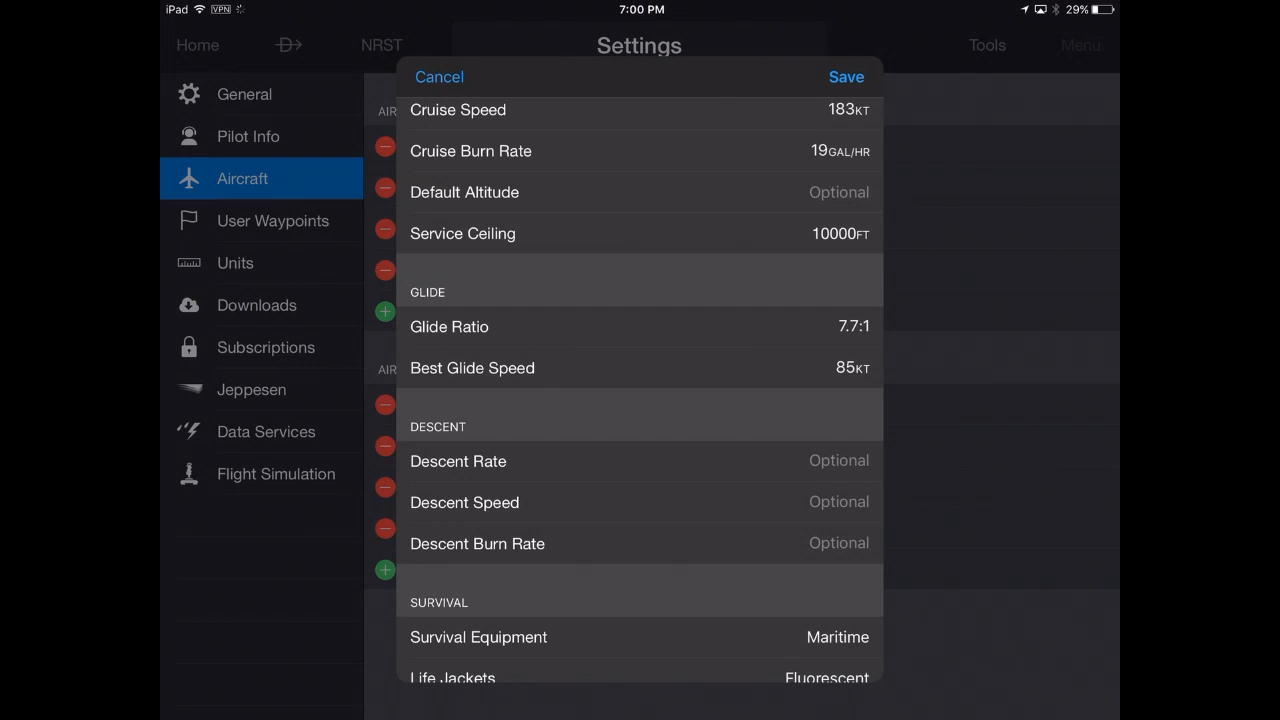 iPad VPN 7:00 PM 29%
Home NRST Settings Tools Menu
Cancel Save
General
Pilot Info
Aircraft
User Waypoints
Units
Downloads
Subscriptions
Jeppesen
Data Services
Flight Simulation
AIR
AIR
Cruise Speed 183KT
Cruise Burn Rate 19GAL/HR
Default Altitude Optional
Service Ceiling 10000FT
GLIDE
Glide Ratio 7.7:1
Best Glide Speed 85KT
DESCENT
Descent Rate Optional
Descent Speed Optional
Descent Burn Rate Optional
SURVIVAL
Survival Equipment Maritime
Life Jackets Fluorescent